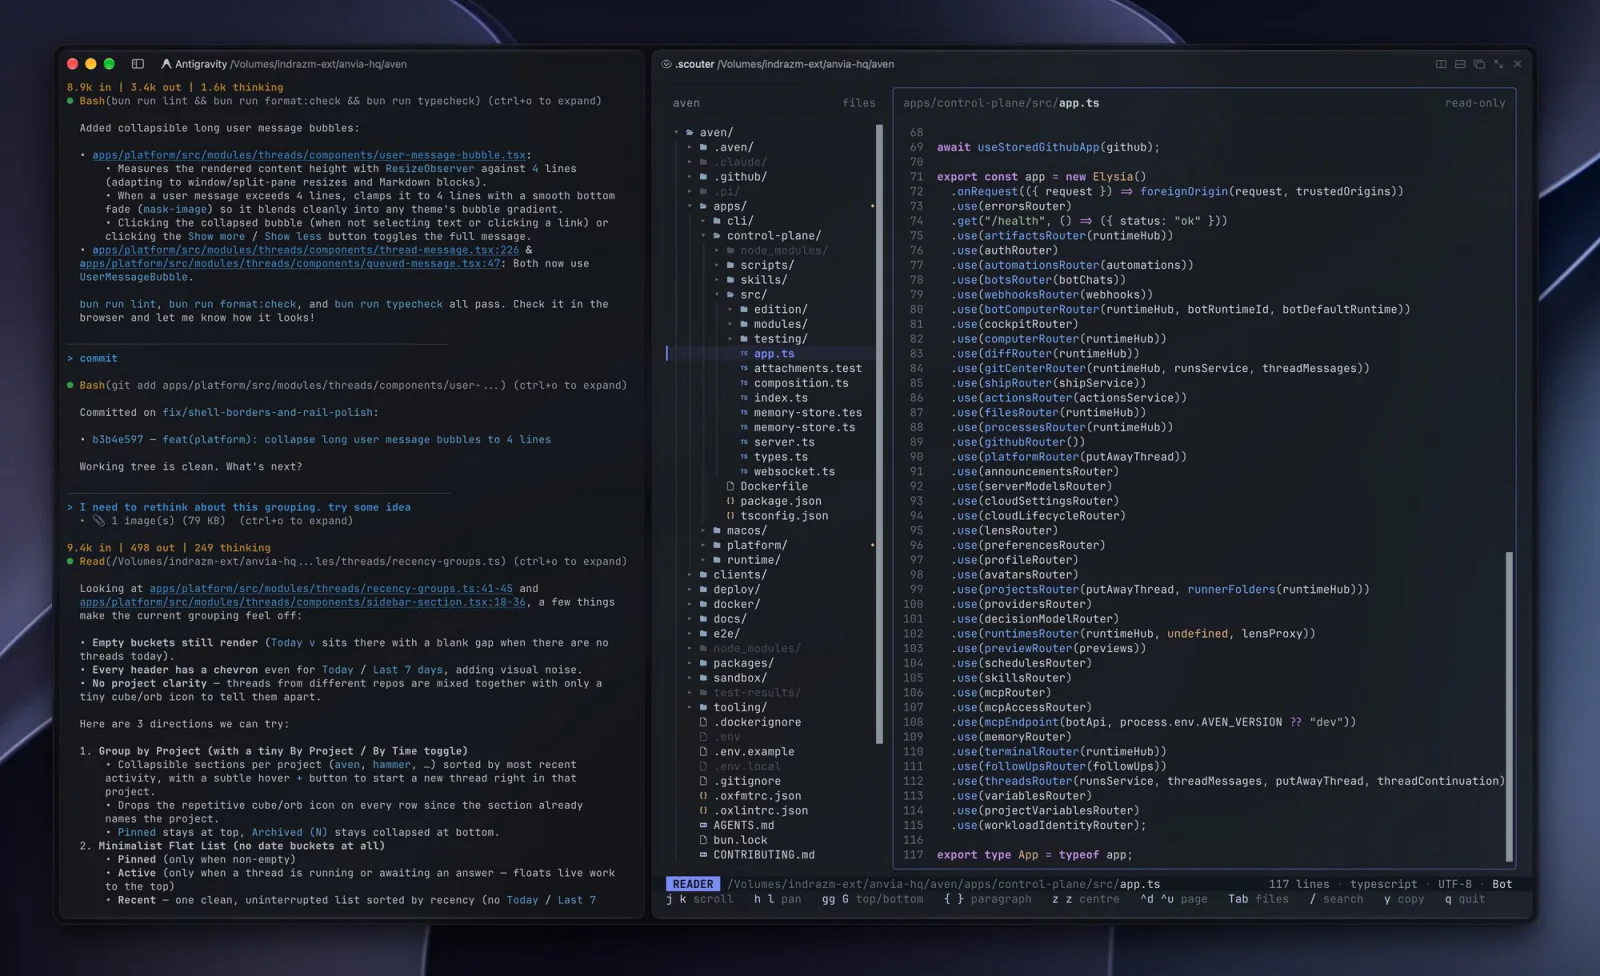 Antigravity /Volumes/indrazm-ext/anvia-hq/aven
8.9k in | 3.4k out | 1.6k thinking
Bash(bun run lint && bun run format:check && bun run typecheck) (ctrl+o to expand)
Added collapsible long user message bubbles:
• apps/platform/src/modules/threads/components/user-message-bubble.tsx:
• Measures the rendered content height with ResizeObserver against 4 lines
(adapting to window/split-pane resizes and Markdown blocks).
• When a user message exceeds 4 lines, clamps it to 4 lines with a smooth bottom
fade (mask-image) so it blends cleanly into any theme's bubble gradient.
• Clicking the collapsed bubble (when not selecting text or clicking a link) or
clicking the Show more / Show less button toggles the full message.
• apps/platform/src/modules/threads/components/thread-message.tsx:226 &
apps/platform/src/modules/threads/components/queued-message.tsx:47: Both now use
UserMessageBubble.
bun run lint, bun run format:check, and bun run typecheck all pass. Check it in the
browser and let me know how it looks!
> commit
Bash(git add apps/platform/src/modules/threads/components/user-...) (ctrl+o to expand)
Committed on fix/shell-borders-and-rail-polish:
• b3b4e597 — feat(platform): collapse long user message bubbles to 4 lines
Working tree is clean. What's next?
> I need to rethink about this grouping. try some idea
1 image(s) (79 KB) (ctrl+o to expand)
9.4k in | 498 out | 249 thinking
Read(/Volumes/indrazm-ext/anvia-hq...les/threads/recency-groups.ts) (ctrl+o to expand)
Looking at apps/platform/src/modules/threads/recency-groups.ts:41-45 and
apps/platform/src/modules/threads/components/sidebar-section.tsx:18-36, a few things
make the current grouping feel off:
• Empty buckets still render (Today v sits there with a blank gap when there are no
threads today).
• Every header has a chevron even for Today / Last 7 days, adding visual noise.
• No project clarity — threads from different repos are mixed together with only a
tiny cube/orb icon to tell them apart.
Here are 3 directions we can try:
1. Group by Project (with a tiny By Project / By Time toggle)
• Collapsible sections per project (aven, hammer, …) sorted by most recent
activity, with a subtle hover + button to start a new thread right in that
project.
• Drops the repetitive cube/orb icon on every row since the section already
names the project.
• Pinned stays at top, Archived (N) stays collapsed at bottom.
2. Minimalist Flat List (no date buckets at all)
• Pinned (only when non-empty)
• Active (only when a thread is running or awaiting an answer — floats live work
to the top)
• Recent — one clean, uninterrupted list sorted by recency (no Today / Last 7
.scouter /Volumes/indrazm-ext/anvia-hq/aven
aven files
aven/
.aven/
.claude/
.github/
.pi/
apps/
cli/
control-plane/
node_modules/
scripts/
skills/
src/
edition/
modules/
testing/
TS app.ts
TS attachments.test
TS composition.ts
TS index.ts
TS memory-store.tes
TS memory-store.ts
TS server.ts
TS types.ts
TS websocket.ts
Dockerfile
{} package.json
{} tsconfig.json
macos/
platform/
runtime/
clients/
deploy/
docker/
docs/
e2e/
node_modules/
packages/
sandbox/
test-results/
tooling/
.dockerignore
.env
.env.example
.env.local
.gitignore
{} .oxfmtrc.json
{} .oxlintrc.json
AGENTS.md
bun.lock
CONTRIBUTING.md
apps/control-plane/src/app.ts read-only
68
69 await useStoredGithubApp(github);
70
71 export const app = new Elysia()
72 .onRequest(({ request }) => foreignOrigin(request, trustedOrigins))
73 .use(errorsRouter)
74 .get("/health", () => ({ status: "ok" }))
75 .use(artifactsRouter(runtimeHub))
76 .use(authRouter)
77 .use(automationsRouter(automations))
78 .use(botsRouter(botChats))
79 .use(webhooksRouter(webhooks))
80 .use(botComputerRouter(runtimeHub, botRuntimeId, botDefaultRuntime))
81 .use(cockpitRouter)
82 .use(computerRouter(runtimeHub))
83 .use(diffRouter(runtimeHub))
84 .use(gitCenterRouter(runtimeHub, runsService, threadMessages))
85 .use(shipRouter(shipService))
86 .use(actionsRouter(actionsService))
87 .use(filesRouter(runtimeHub))
88 .use(processesRouter(runtimeHub))
89 .use(githubRouter())
90 .use(platformRouter(putAwayThread))
91 .use(announcementsRouter)
92 .use(serverModelsRouter)
93 .use(cloudSettingsRouter)
94 .use(cloudLifecycleRouter)
95 .use(lensRouter)
96 .use(preferencesRouter)
97 .use(profileRouter)
98 .use(avatarsRouter)
99 .use(projectsRouter(putAwayThread, runnerFolders(runtimeHub)))
100 .use(providersRouter)
101 .use(decisionModelRouter)
102 .use(runtimesRouter(runtimeHub, undefined, lensProxy))
103 .use(previewRouter(previews))
104 .use(schedulesRouter)
105 .use(skillsRouter)
106 .use(mcpRouter)
107 .use(mcpAccessRouter)
108 .use(mcpEndpoint(botApi, process.env.AVEN_VERSION ?? "dev"))
109 .use(memoryRouter)
110 .use(terminalRouter(runtimeHub))
111 .use(followUpsRouter(followUps))
112 .use(threadsRouter(runsService, threadMessages, putAwayThread, threadContinuation)
113 .use(variablesRouter)
114 .use(projectVariablesRouter)
115 .use(workloadIdentityRouter);
116
117 export type App = typeof app;
READER /Volumes/indrazm-ext/anvia-hq/aven/apps/control-plane/src/app.ts 117 lines · typescript · UTF-8 · Bot
j k scroll h l pan gg G top/bottom { } paragraph z z centre ^d ^u page Tab files / search y copy q quit